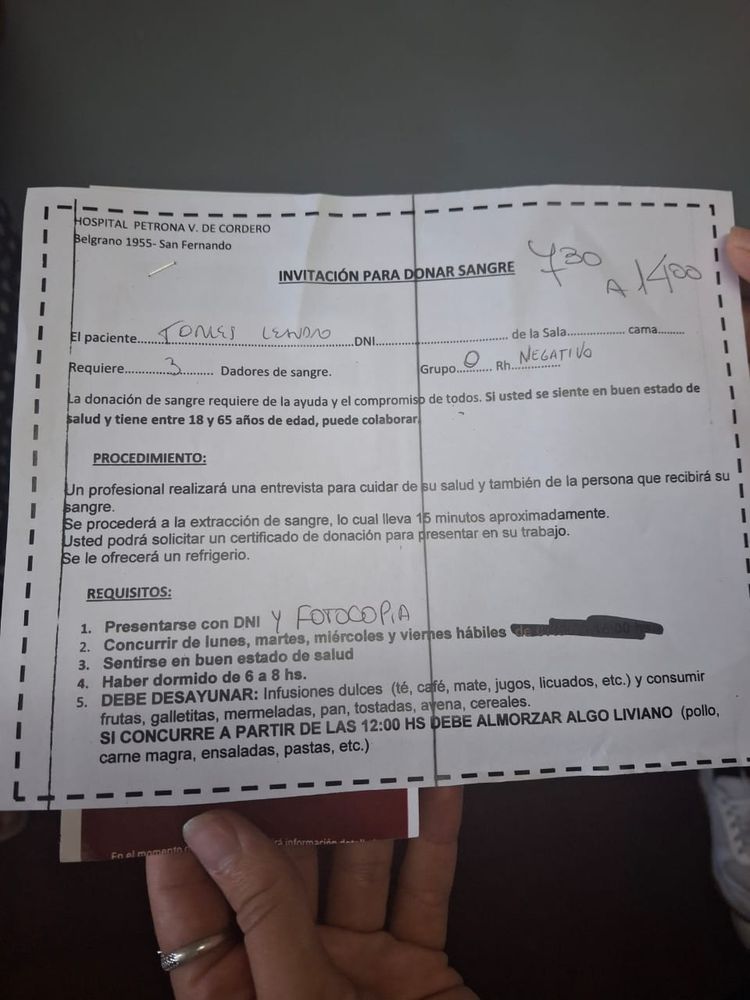 HOSPITAL PETRONA V. DE CORDERO
Belgrano 1955- San Fernando
INVITACIÓN PARA DONAR SANGRE
730
A 1400
El paciente.......................DNI.......................... de la Sala............... cama........
Requiere.........3......... Dadores de sangre.
Grupo...O...... Rh..NEGATIVO
La donación de sangre requiere de la ayuda y el compromiso de todos. Si usted se siente en buen estado de
salud y tiene entre 18 y 65 años de edad, puede colaborar.
PROCEDIMIENTO:
Un profesional realizará una entrevista para cuidar de su salud y también de la persona que recibirá su
sangre.
Se procederá a la extracción de sangre, lo cual lleva 15 minutos aproximadamente.
Usted podrá solicitar un certificado de donación para presentar en su trabajo.
Se le ofrecerá un refrigerio.
REQUISITOS:
1. Presentarse con DNI Y FOTOCOPIA
2. Concurrir de lunes, martes, miércoles y viernes hábiles de
3. Sentirse en buen estado de salud
4. Haber dormido de 6 a 8 hs.
5. DEBE DESAYUNAR: Infusiones dulces (té, café, mate, jugos, licuados, etc.) y consumir
frutas, galletitas, mermeladas, pan, tostadas, avena, cereales.
SI CONCURRE A PARTIR DE LAS 12:00 HS DEBE ALMORZAR ALGO LIVIANO (pollo,
carne magra, ensaladas, pastas, etc.)
En el momento
información